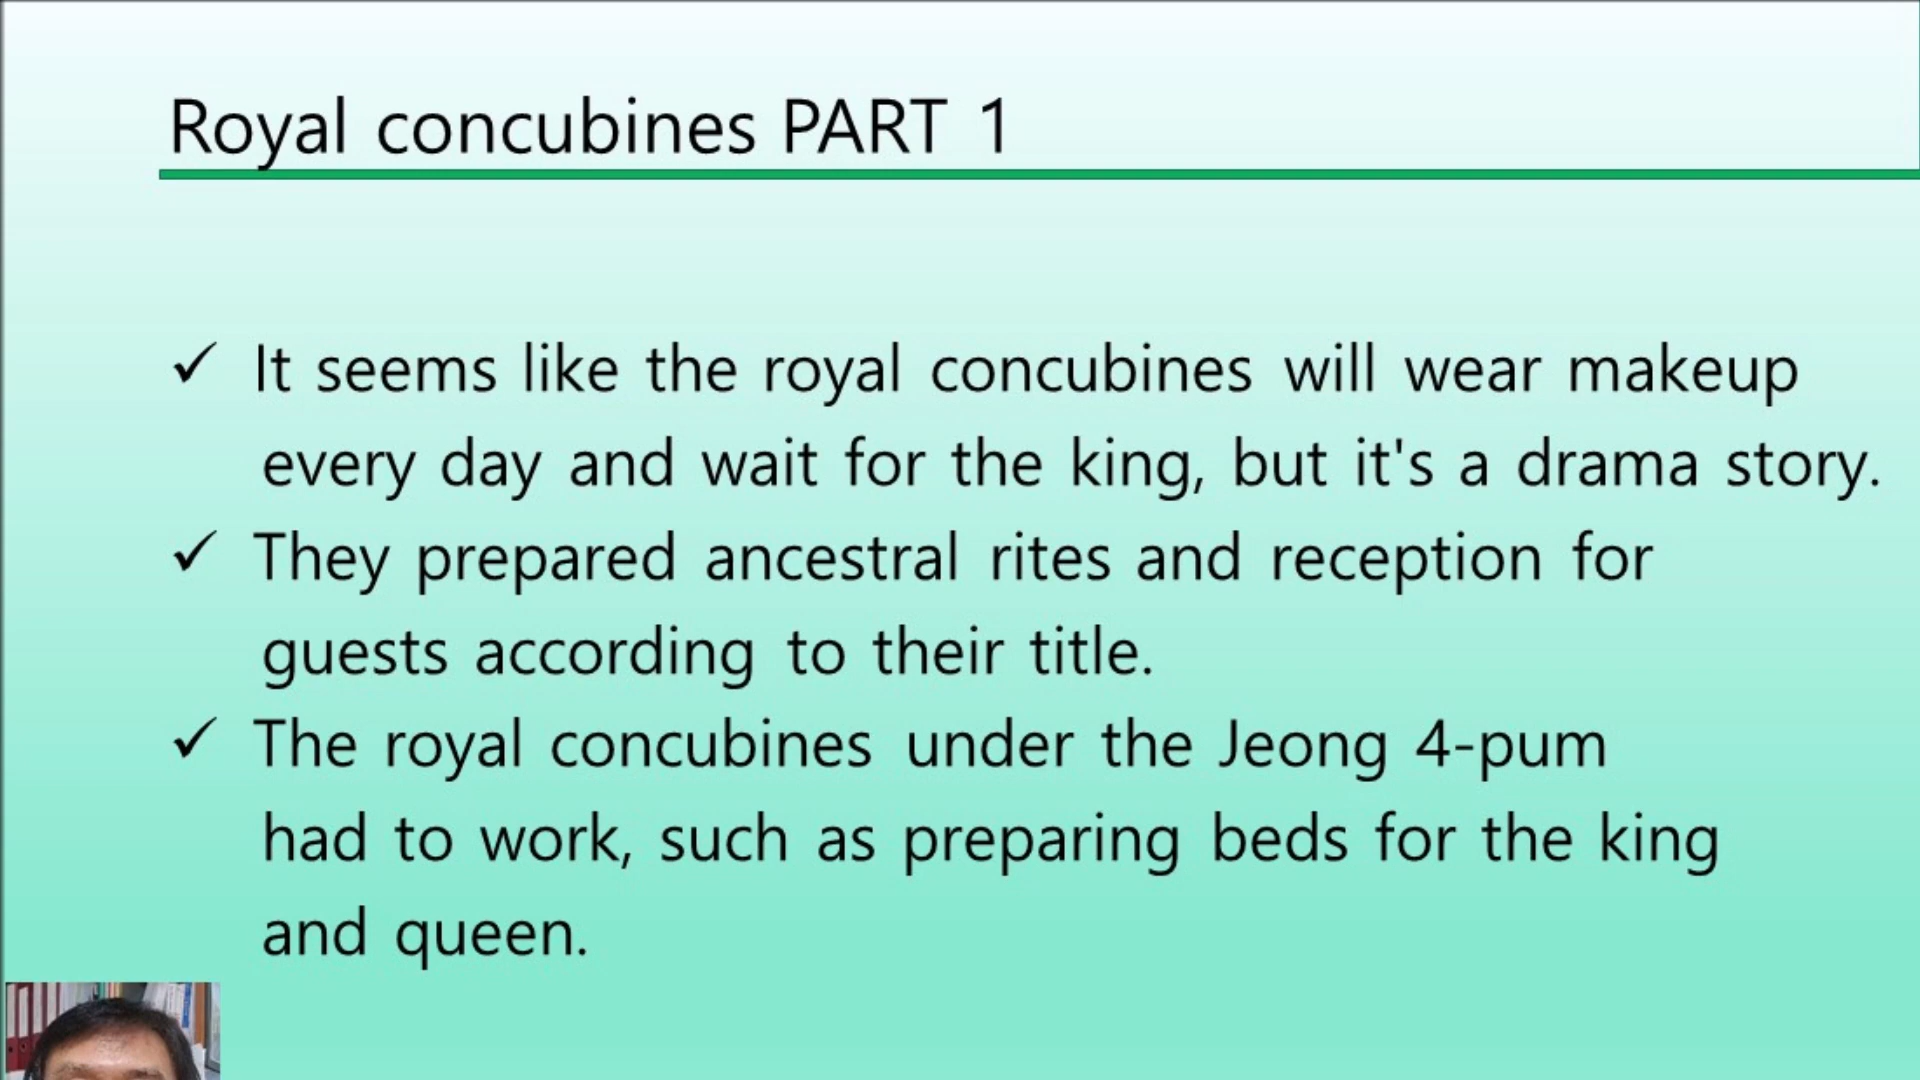 Royal concubines PART 1
✓ It seems like the royal concubines will wear makeup
every day and wait for the king, but it's a drama story.
✓ They prepared ancestral rites and reception for
guests according to their title.
✓ The royal concubines under the Jeong 4-pum
had to work, such as preparing beds for the king
and queen.